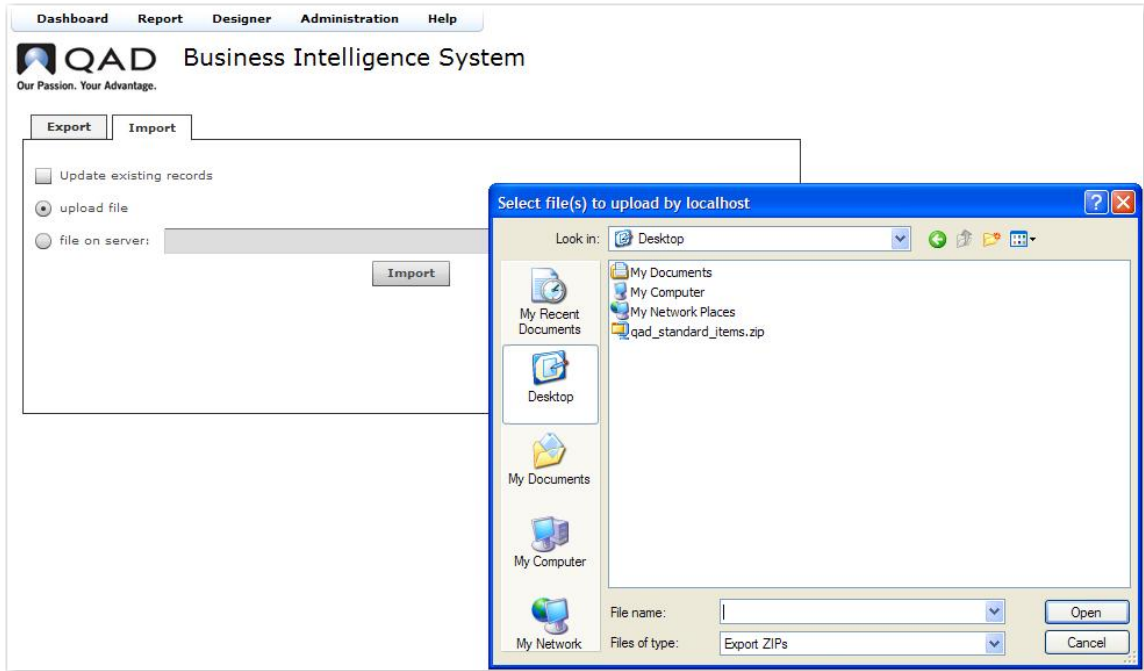 Dashboard Report Designer Administration Help
QAD Business Intelligence System
Our Passion. Your Advantage.
Export Import
Update existing records
upload file
file on server:
Import
Select file(s) to upload by localhost
Look in: Desktop
My Recent
Documents
Desktop
My Documents
My Computer
My Network
My Documents
My Computer
My Network Places
qad_standard_items.zip
File name: Open
Files of type: Export ZIPs Cancel